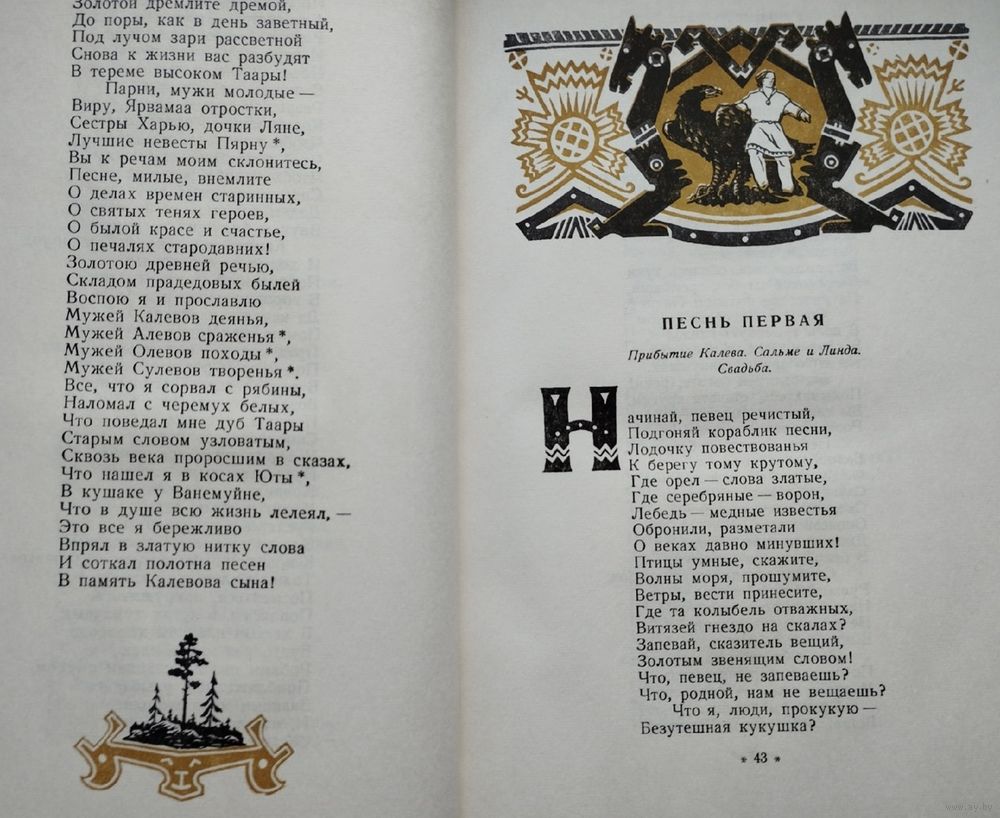 Золотой дремлите дремой,
До поры, как в день заветный,
Под лучом зари рассветной
Снова к жизни вас разбудят
В тереме высоком Таары!
Парни, мужи молодые —
Виру, Ярвамаа отростки,
Сестры Харью, дочки Ляне,
Лучшие невесты Пярну *,
Вы к речам моим склонитесь,
Песне, милые, внемлите
О делах времен старинных,
О святых тенях героев,
О былой красе и счастье,
О печалях стародавних!
Золотою древней речью,
Складом прадедовых былей
Воспою я и прославлю
Мужей Калевов деянья,
Мужей Алевов сраженья *,
Мужей Олевов походы *,
Мужей Сулевов творенья *.
Все, что я сорвал с рябины,
Наломал с черемух белых,
Что поведал мне дуб Таары
Старым словом узловатым,
Сквозь века проросшим в сказах,
Что нашел я в косах Юты *,
В кушаке у Ванемуйне,
Что в душе всю жизнь лелеял, —
Это все я бережливо
Впрял в златую нитку слова
И соткал полотна песен
В память Калевова сына!
ПЕСНЬ ПЕРВАЯ
Прибытие Калева. Сальме и Линда.
Свадьба.
Начинай, певец речистый,
Подгоняй кораблик песни,
Лодочку повествованья
К берегу тому крутому,
Где орел — слова златые,
Где серебряные — ворон,
Лебедь — медные известья
Обронили, разметали
О веках давно минувших!
Птицы умные, скажите,
Волны моря, прошумите,
Ветры, вести принесите,
Где та колыбель отважных,
Витязей гнездо на скалах?
Запевай, сказитель вещий,
Золотым звенящим словом!
Что, певец, не запеваешь?
Что, родной, нам не вещаешь?
Что я, люди, прокукую —
Безутешная кукушка?
* 43 *
www.ay.by